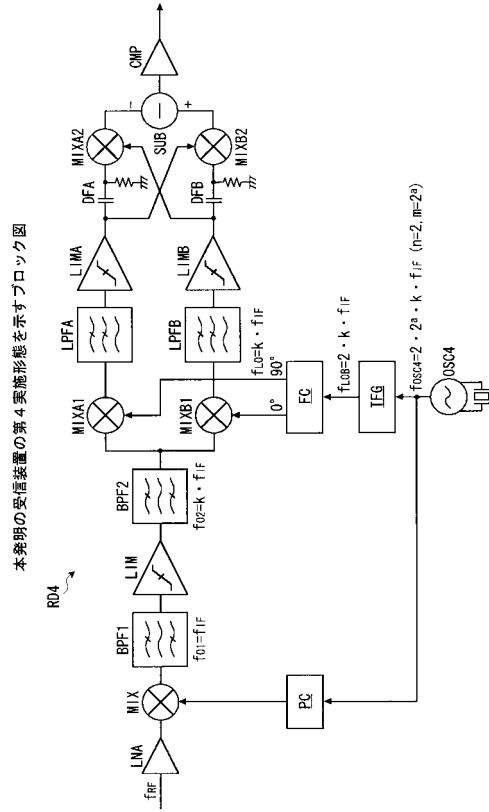 本発明の受信装置の第4実施形態を示すブロック図
RD4
fRF
LNA
MIX
BPF1
f01=fIF
LIM
BPF2
f02=k・fIF
MIXA1
MIXB1
LPFA
LPFB
LIMA
LIMB
DFA
DFB
MIXA2
MIXB2
SUB
−
+
CMP
fLO=k・fIF
0°
90°
FC
fLOB=2・k・fIF
TFG
fOSC4=2・2ᵃ・k・fIF (n=2, m=2ᵃ)
OSC4
PC